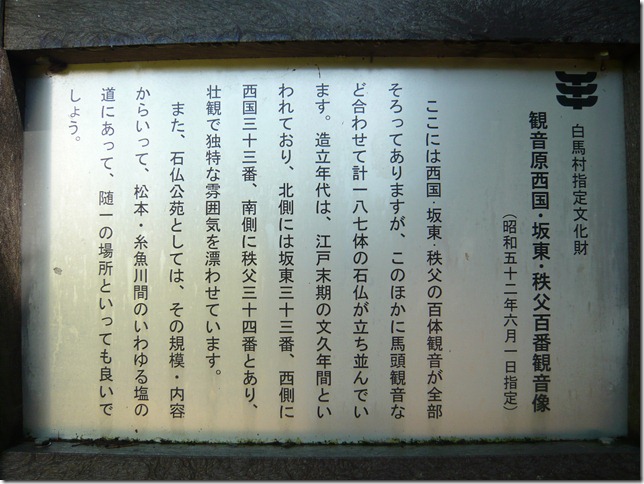 白馬村指定文化財
観音原西国・坂東・秩父百番観音像
（昭和五十二年六月一日指定）
ここには西国・坂東・秩父の百体観音が全部
そろってありますが、このほかに馬頭観音な
ど合わせて計一八七体の石仏が立ち並んでい
ます。造立年代は、江戸末期の文久年間とい
われており、北側には坂東三十三番、西側に
西国三十三番、南側に秩父三十四番とあり、
壮観で独特な雰囲気を漂わせています。
また、石仏公苑としては、その規模・内容
からいって、松本・糸魚川間のいわゆる塩の
道にあって、随一の場所といっても良いで
しょう。